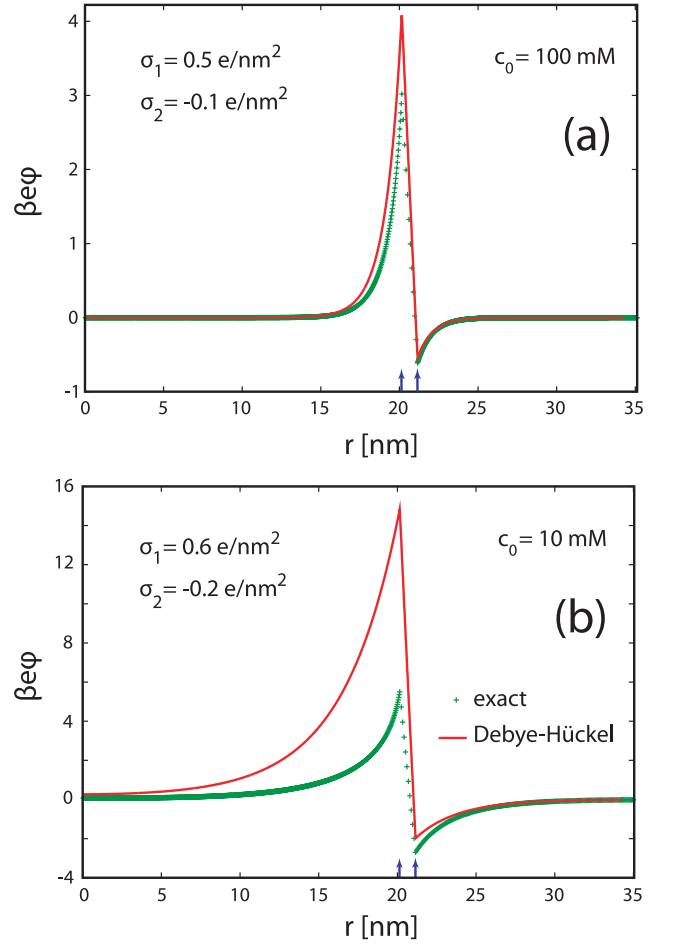 4
3
2
1
0
-1
βeφ
σ₁= 0.5 e/nm²
σ₂= -0.1 e/nm²
c₀= 100 mM
(a)
0 5 10 15 20 25 30 35
r [nm]
16
12
8
4
0
-4
βeφ
σ₁= 0.6 e/nm²
σ₂= -0.2 e/nm²
c₀= 10 mM
(b)
exact
Debye-Hückel
0 5 10 15 20 25 30 35
r [nm]